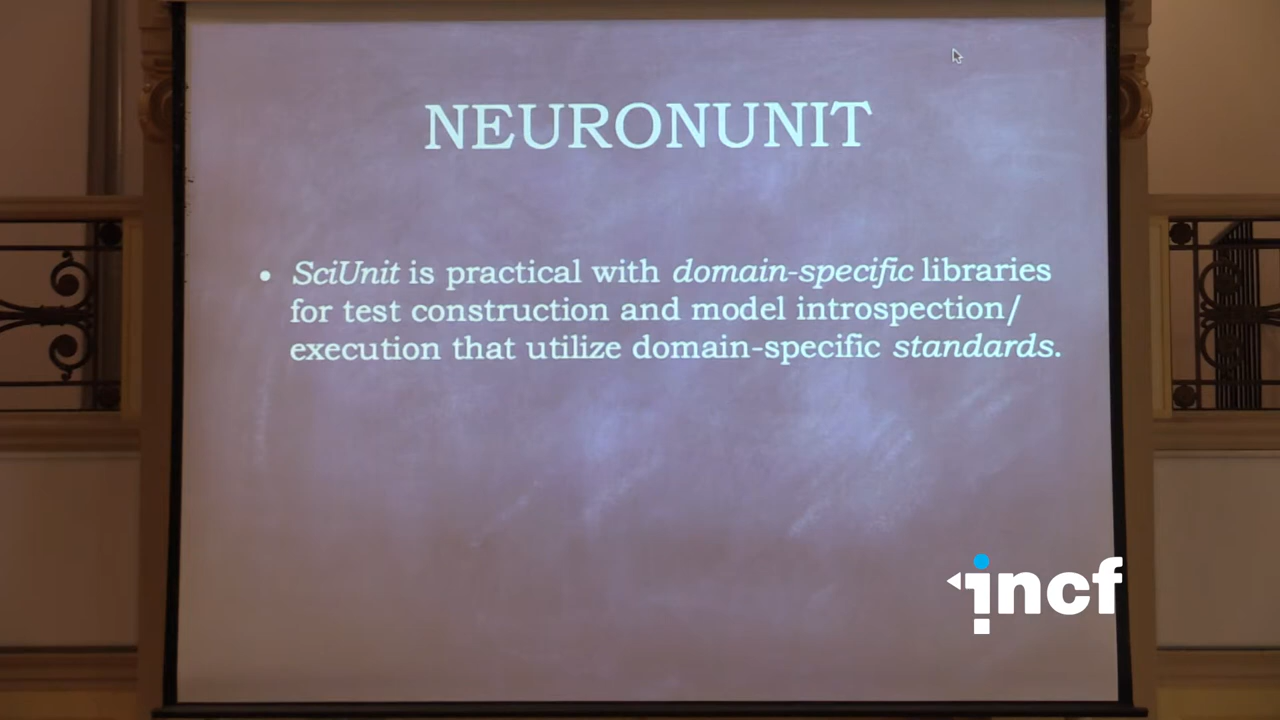 NEURONUNIT
• SciUnit is practical with domain-specific libraries
for test construction and model introspection/
execution that utilize domain-specific standards.
incf